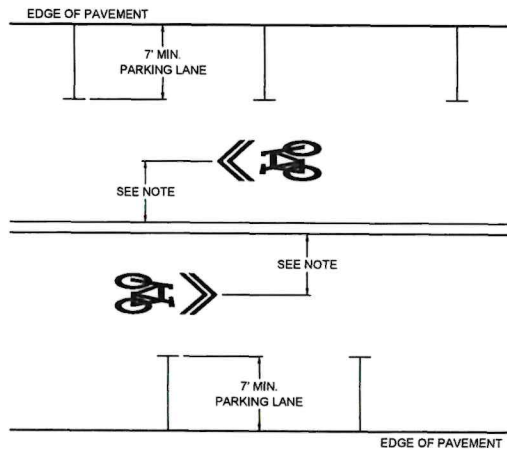 EDGE OF PAVEMENT
7' MIN.
PARKING LANE
SEE NOTE
SEE NOTE
7' MIN.
PARKING LANE
EDGE OF PAVEMENT